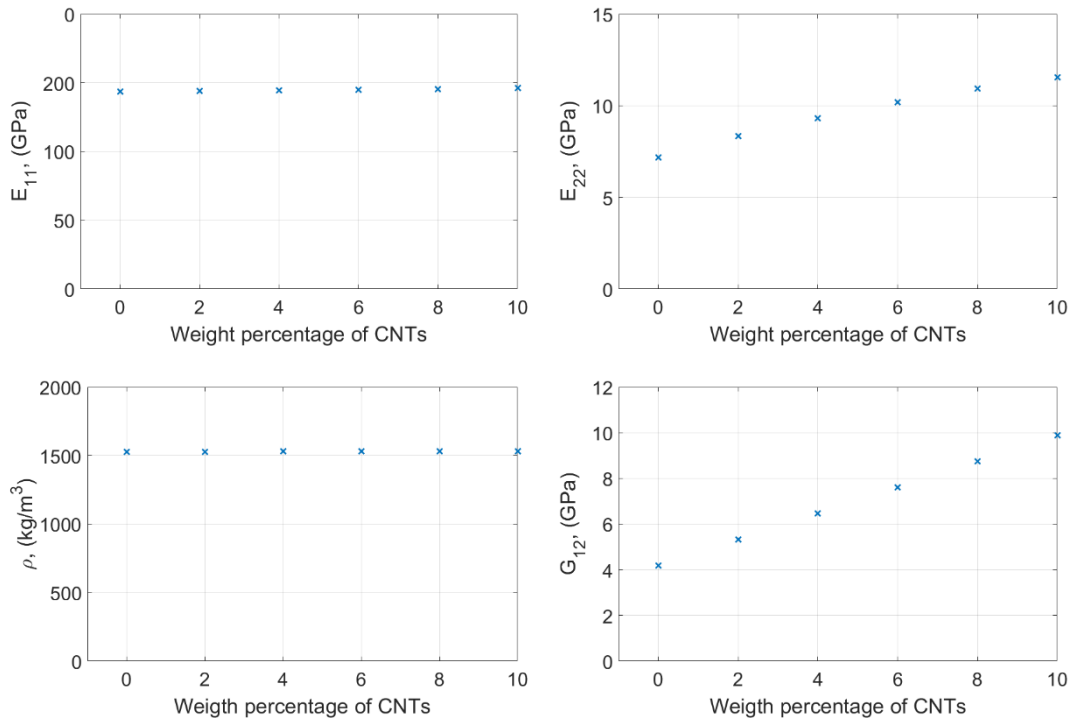 0
200
100
50
0
E11, (GPa)
0 2 4 6 8 10
Weight percentage of CNTs
15
10
5
0
E22, (GPa)
0 2 4 6 8 10
Weight percentage of CNTs
2000
1500
1000
500
0
ρ, (kg/m³)
0 2 4 6 8 10
Weigth percentage of CNTs
12
10
8
6
4
2
0
G12, (GPa)
0 2 4 6 8 10
Weigth percentage of CNTs